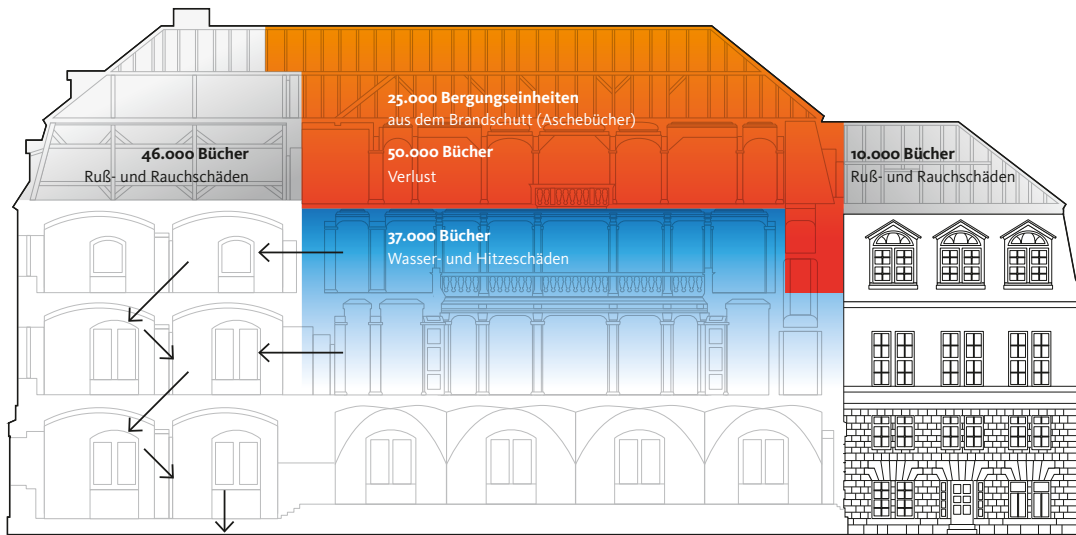 25.000 Bergungseinheiten
aus dem Brandschutt (Aschebücher)
50.000 Bücher
Verlust
46.000 Bücher
Ruß- und Rauchschäden
10.000 Bücher
Ruß- und Rauchschäden
37.000 Bücher
Wasser- und Hitzeschäden